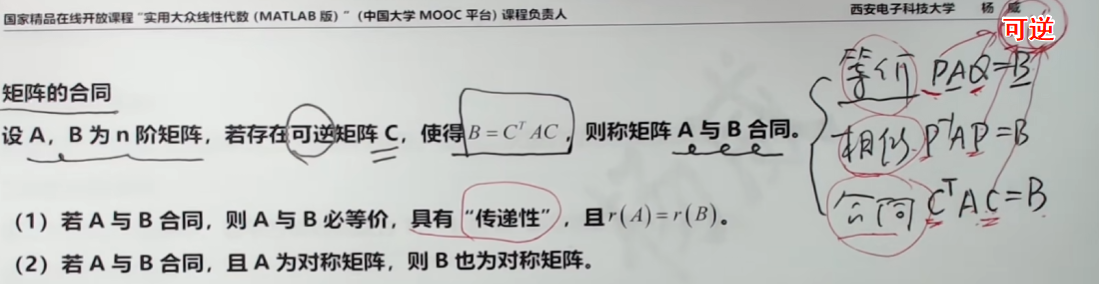 国家精品在线开放课程“实用大众线性代数（MATLAB 版）”（中国大学 MOOC 平台）课程负责人
西安电子科技大学 杨 威
可逆
等价 PAQ=B
矩阵的合同
设 A，B 为 n 阶矩阵，若存在可逆矩阵 C，使得 B = CᵀAC，则称矩阵 A 与 B 合同。
相似 P⁻¹AP=B
合同 CᵀAC=B
（1）若 A 与 B 合同，则 A 与 B 必等价，具有“传递性”，且 r(A)=r(B)。
（2）若 A 与 B 合同，且 A 为对称矩阵，则 B 也为对称矩阵。